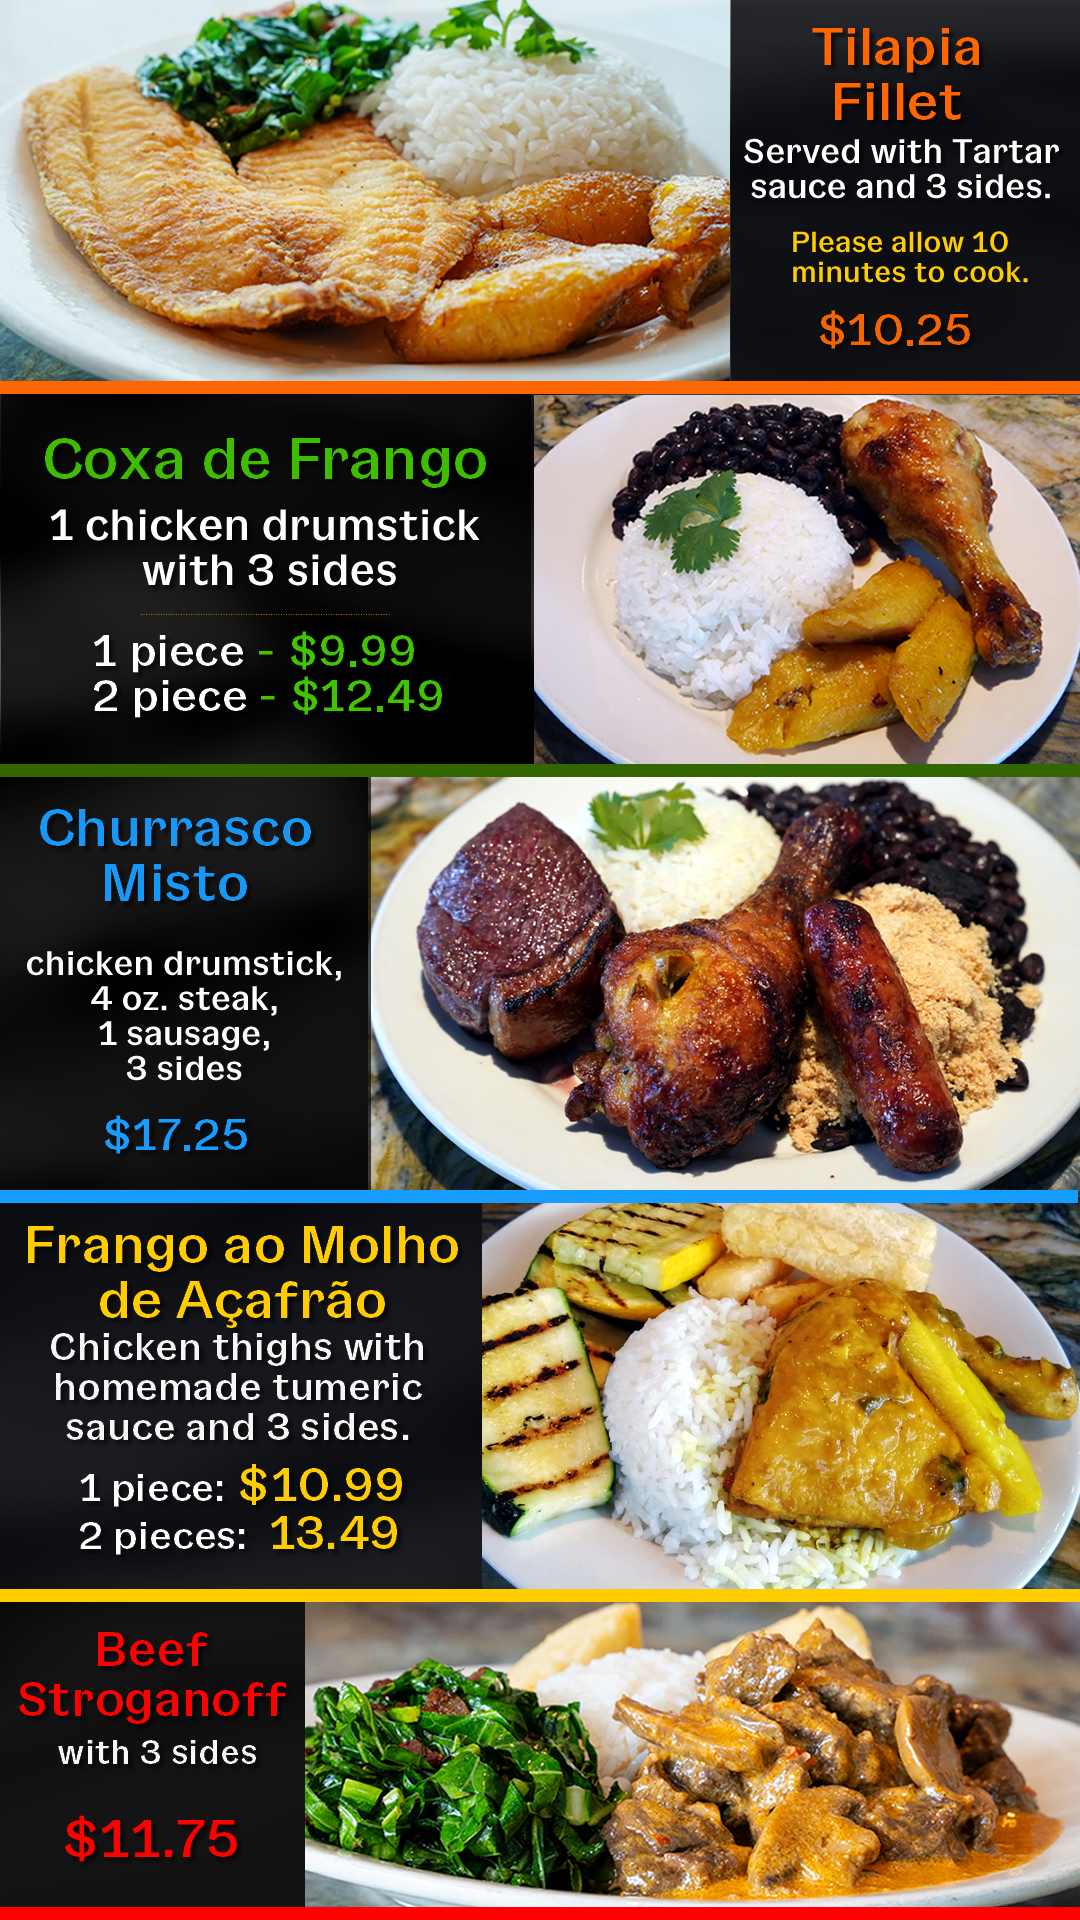 Tilapia
Fillet
Served with Tartar
sauce and 3 sides.
Please allow 10
minutes to cook.
$10.25
Coxa de Frango
1 chicken drumstick
with 3 sides
1 piece - $9.99
2 piece - $12.49
Churrasco
Misto
chicken drumstick,
4 oz. steak,
1 sausage,
3 sides
$17.25
Frango ao Molho
de Açafrão
Chicken thighs with
homemade tumeric
sauce and 3 sides.
1 piece: $10.99
2 pieces: 13.49
Beef
Stroganoff
with 3 sides
$11.75